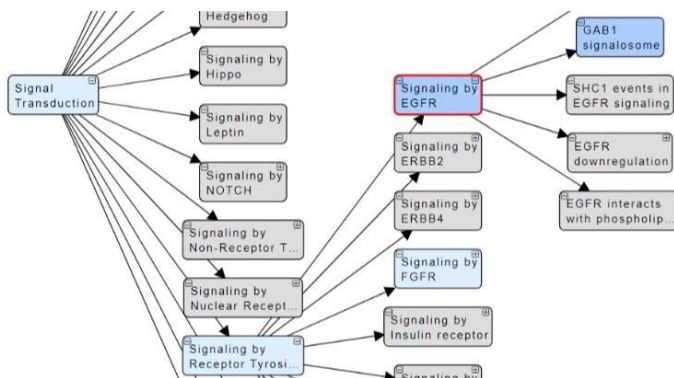 Hedgehog
Signaling by
Hippo
Signal
Transduction
Signaling by
Leptin
Signaling by
NOTCH
Signaling by
Non-Receptor T...
Signaling by
Nuclear Recept...
Signaling by
Receptor Tyrosi...
Signaling by
EGFR
Signaling by
ERBB2
Signaling by
ERBB4
Signaling by
FGFR
Signaling by
Insulin receptor
Signaling by
GAB1
signalosome
SHC1 events in
EGFR signaling
EGFR
downregulation
EGFR interacts
with phospholip...